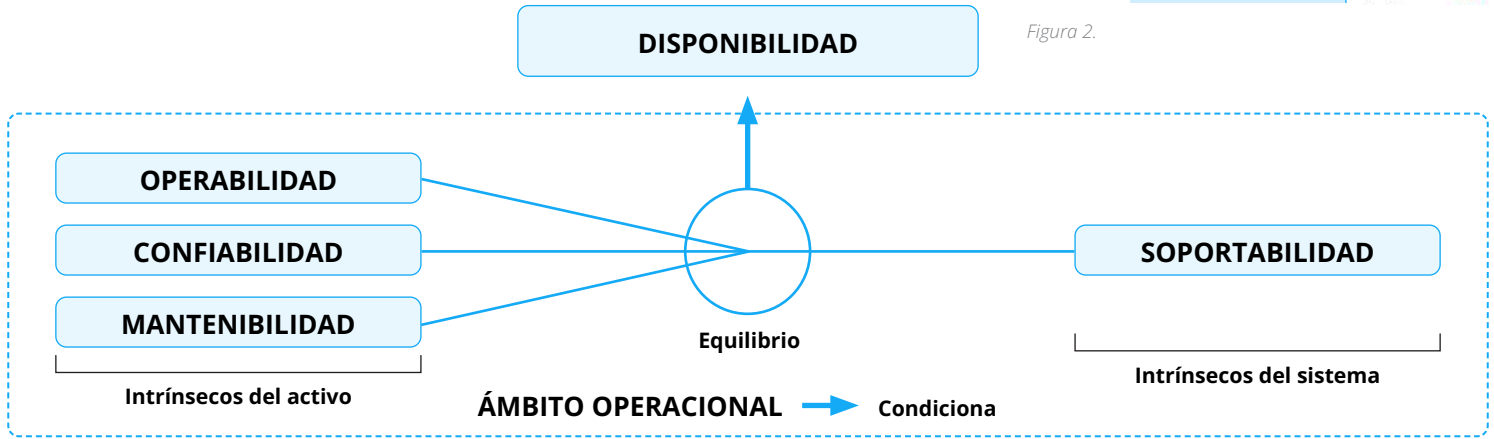 DISPONIBILIDAD
Figura 2.
OPERABILIDAD
CONFIABILIDAD
SOPORTABILIDAD
MANTENIBILIDAD
Equilibrio
Intrínsecos del activo
Intrínsecos del sistema
ÁMBITO OPERACIONAL
Condiciona